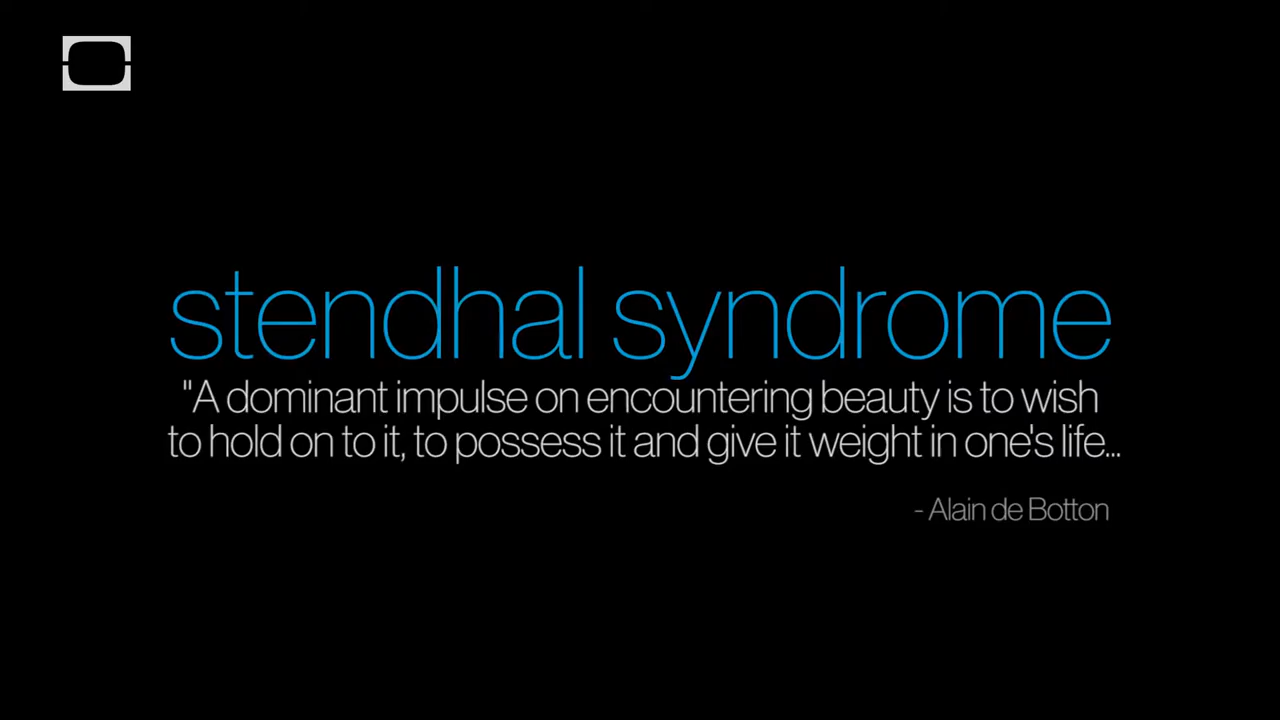 stendhal syndrome
"A dominant impulse on encountering beauty is to wish
to hold on to it, to possess it and give it weight in one's life...
- Alain de Botton